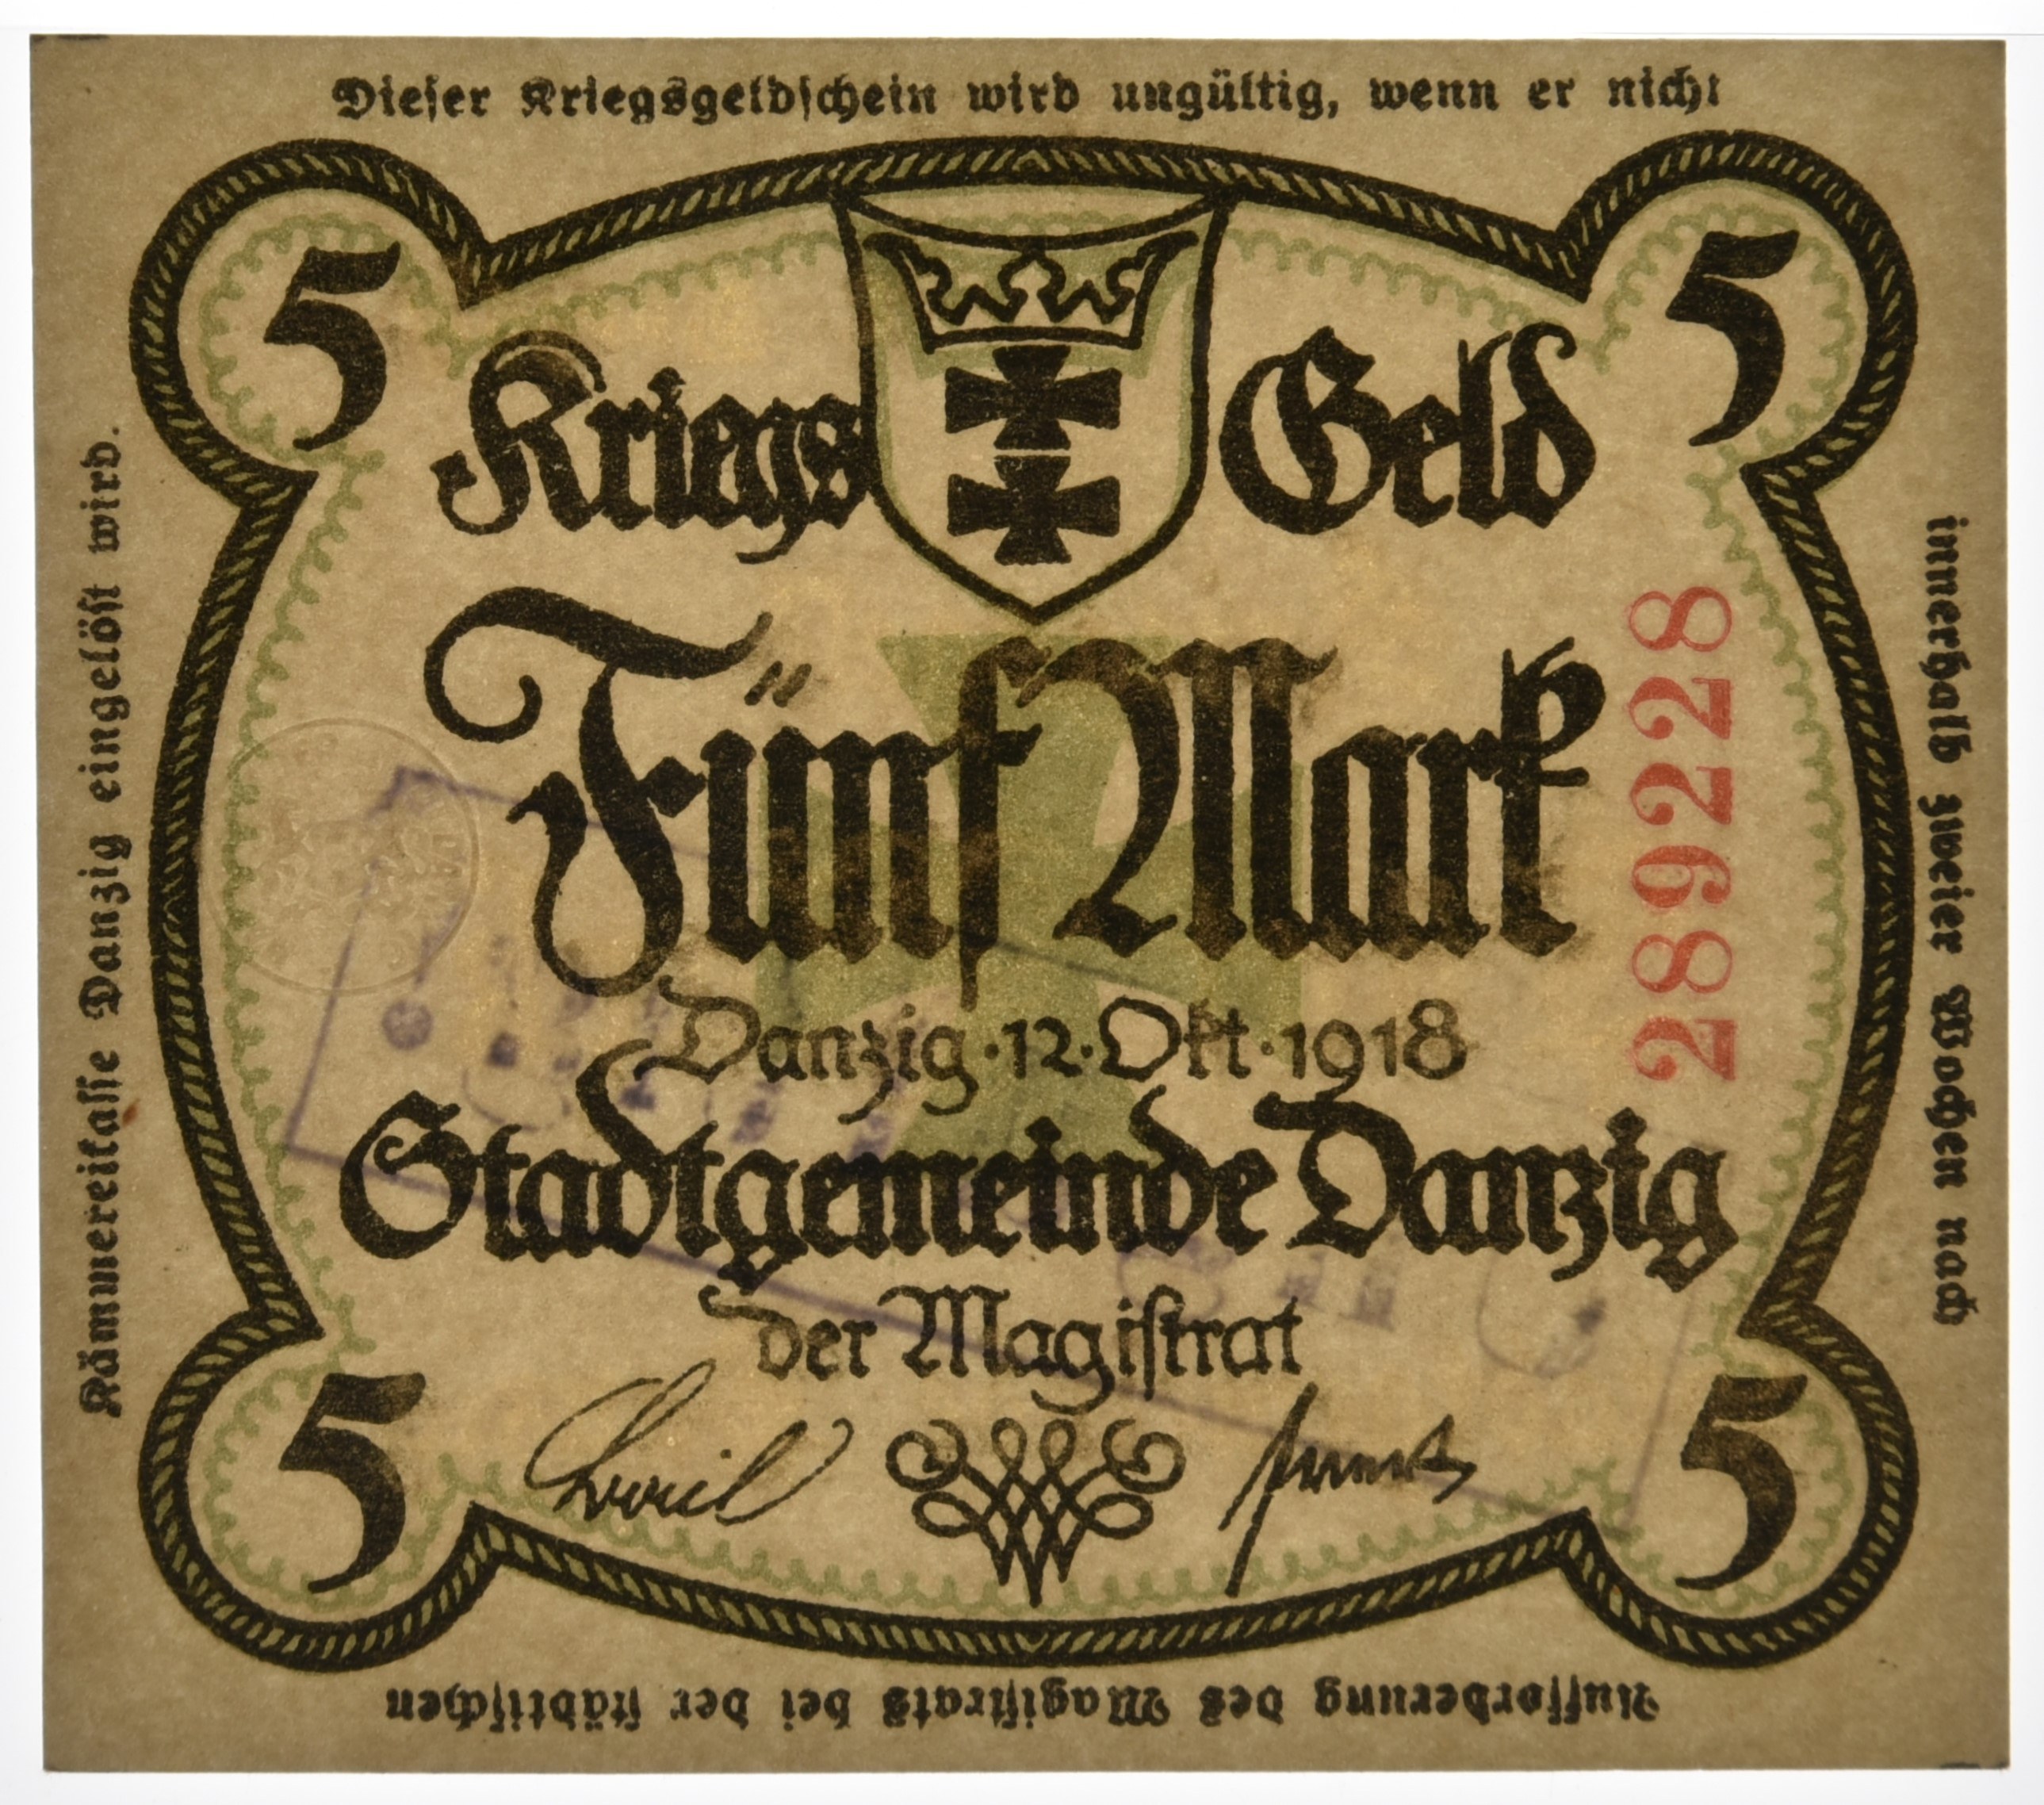 Dieser Kriegsgeldschein wird ungültig, wenn er nicht
innerhalb zweier Wochen nach
Aufforderung des Magistrats bei der städtischen
Kämmereikasse Danzig eingelöst wird.
5 5
Kriegs Geld
Fünf Mark
289228
Danzig·12·Okt·1918
Stadtgemeinde Danzig
der Magistrat
5 5